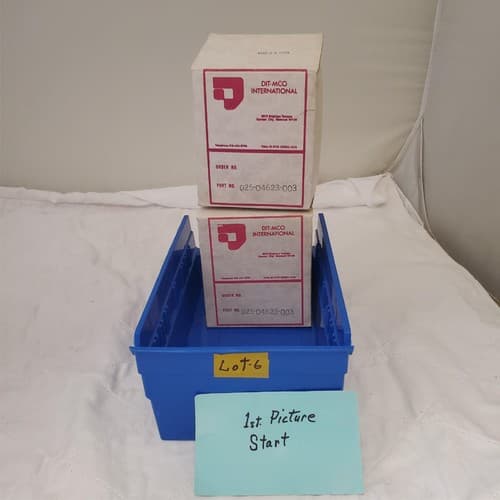 DIT-MCO
INTERNATIONAL
ORDER NO.
PART NO. 025-04623-003
DIT-MCO
INTERNATIONAL
ORDER NO.
PART NO. 025-04623-003
LOT-6
1st. Picture
Start